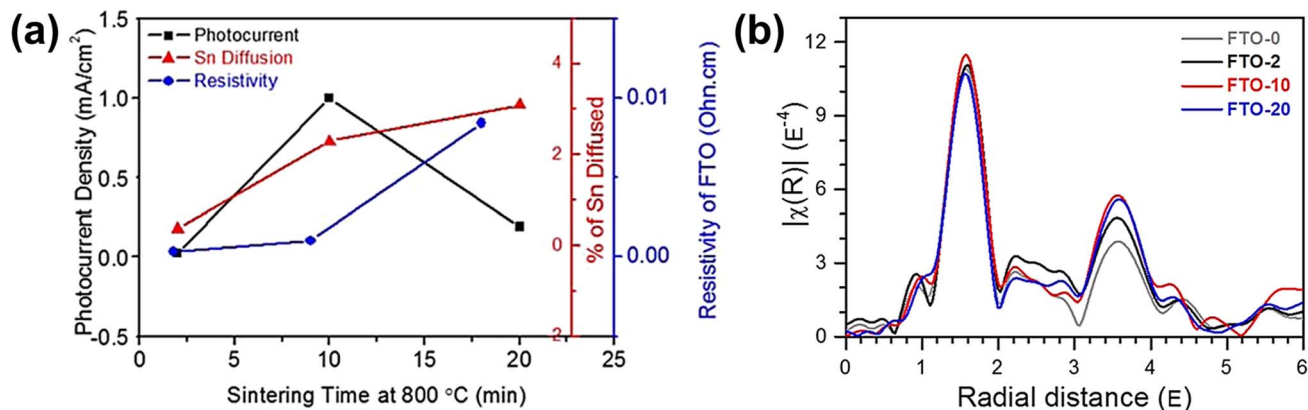 (a)
Photocurrent Density (mA/cm²)
1.5
1.0
0.5
0.0
-0.5
Photocurrent
Sn Diffusion
Resistivity
0
5
10
15
20
25
Sintering Time at 800 °C (min)
4
2
0
2
% of Sn Diffused
0.01
0.00
Resistivity of FTO (Ohn.cm)
(b)
|χ(R)| (E⁻⁴)
12
9
6
3
0
FTO-0
FTO-2
FTO-10
FTO-20
0
1
2
3
4
5
6
Radial distance (E)